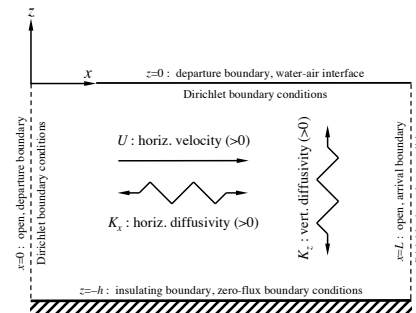 z
x
z=0 : departure boundary, water-air interface
Dirichlet boundary conditions
x=0 : open, departure boundary
Dirichlet boundary conditions
U : horiz. velocity (>0)
K_x : horiz. diffusivity (>0)
K_z : vert. diffusivity (>0)
x=L : open, arrival boundary
z=−h : insulating boundary, zero-flux boundary conditions